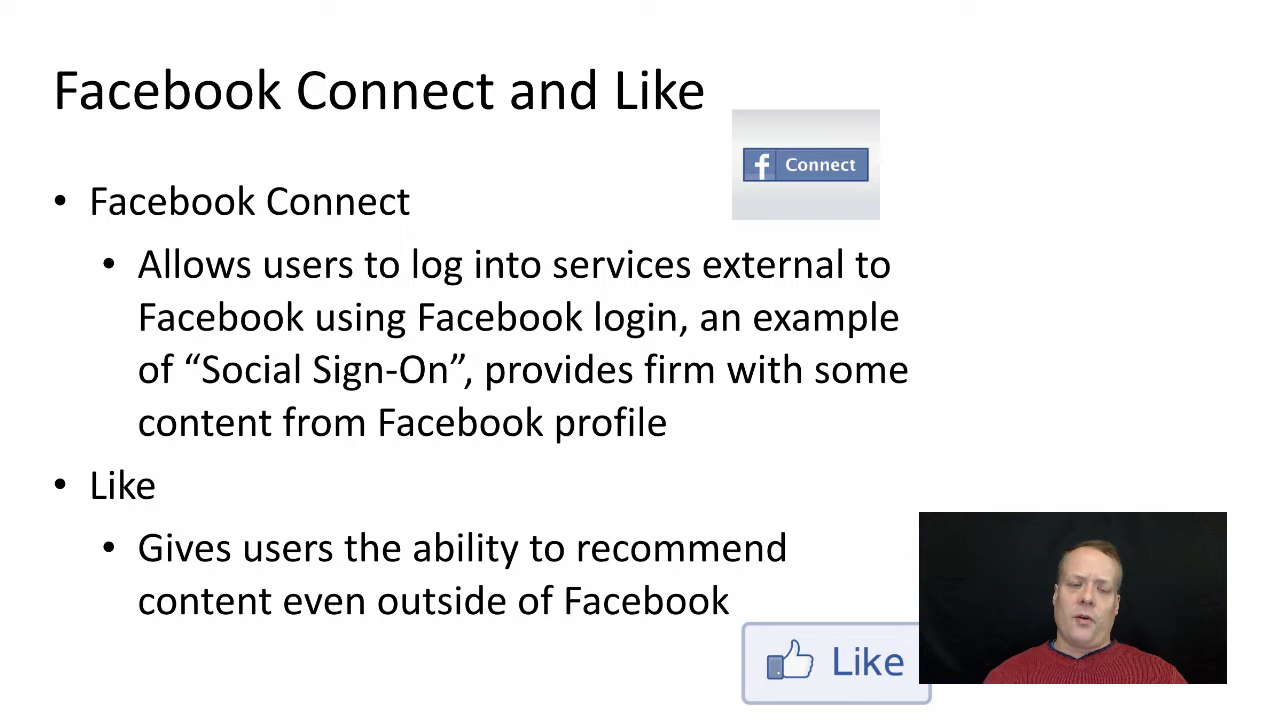 Facebook Connect and Like
f Connect
• Facebook Connect
• Allows users to log into services external to
Facebook using Facebook login, an example
of “Social Sign-On”, provides firm with some
content from Facebook profile
• Like
• Gives users the ability to recommend
content even outside of Facebook
Like